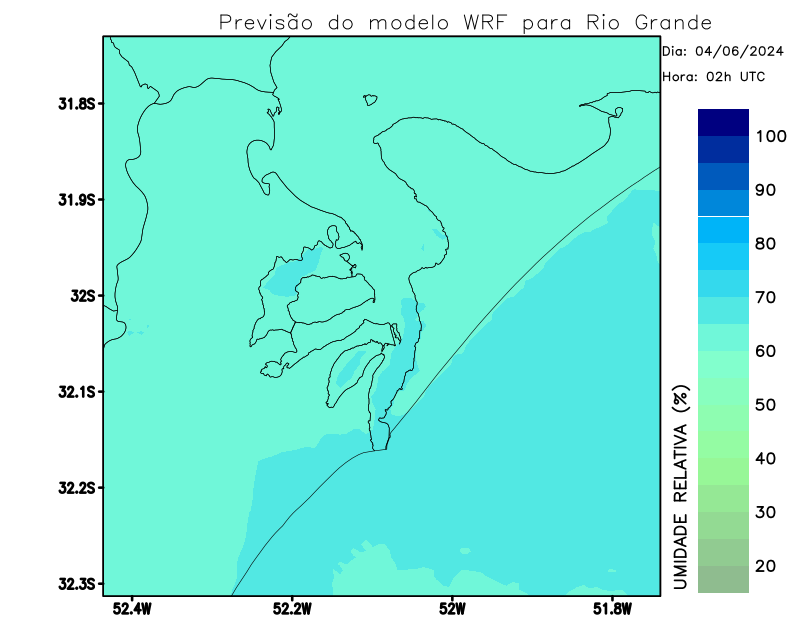 Previsão do modelo WRF para Rio Grande
Dia: 04/06/2024
Hora: 02h UTC
31.8S
31.9S
32S
32.1S
32.2S
32.3S
52.4W
52.2W
52W
51.8W
100
90
80
70
60
50
40
30
20
UMIDADE RELATIVA (%)